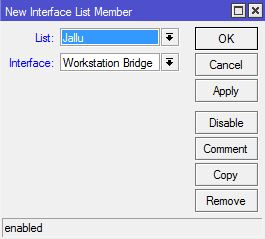 New Interface List Member
List: Jallu
Interface: Workstation Bridge
OK
Cancel
Apply
Disable
Comment
Copy
Remove
enabled